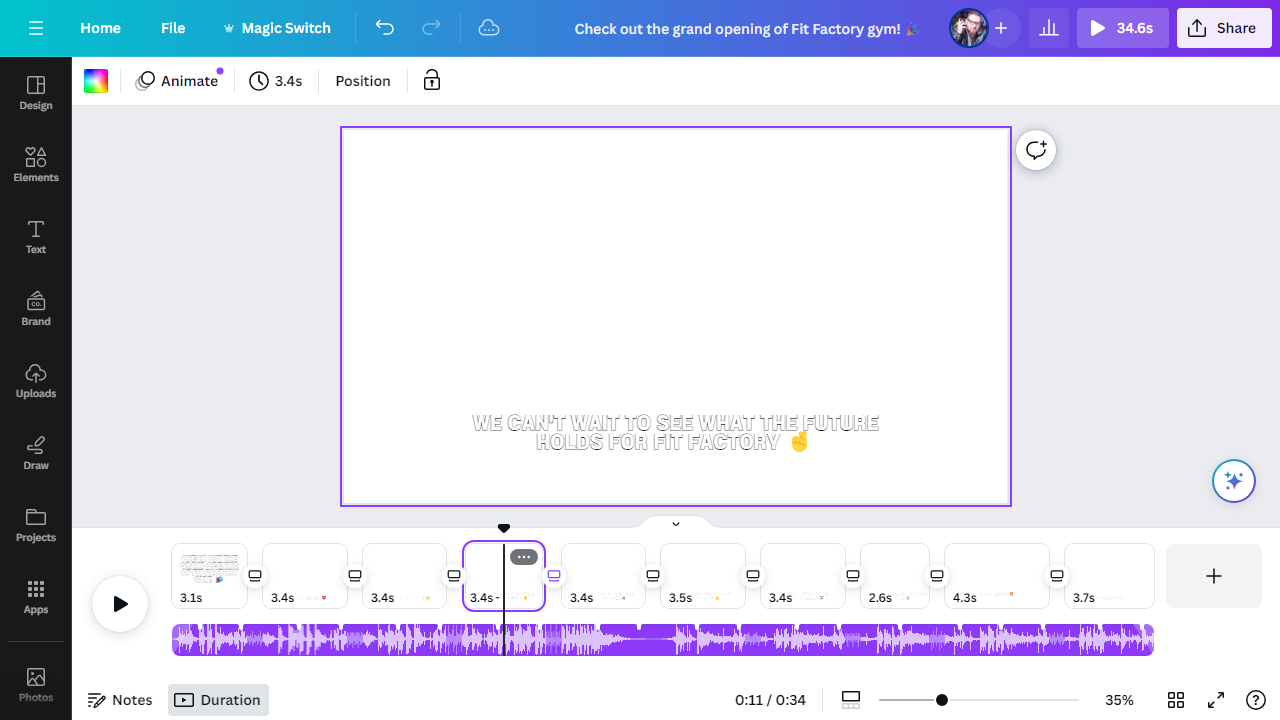 Home
File
Magic Switch
Check out the grand opening of Fit Factory gym! 🎉
34.6s
Share
Design
Elements
Text
Brand
CO.
Uploads
Draw
Projects
Apps
Photos
Animate
3.4s
Position
WE CAN'T WAIT TO SEE WHAT THE FUTURE
HOLDS FOR FIT FACTORY 🤞
3.1s
3.4s
3.4s
3.4s -
3.4s
3.5s
3.4s
2.6s
4.3s
3.7s
Notes
Duration
0:11 / 0:34
35%